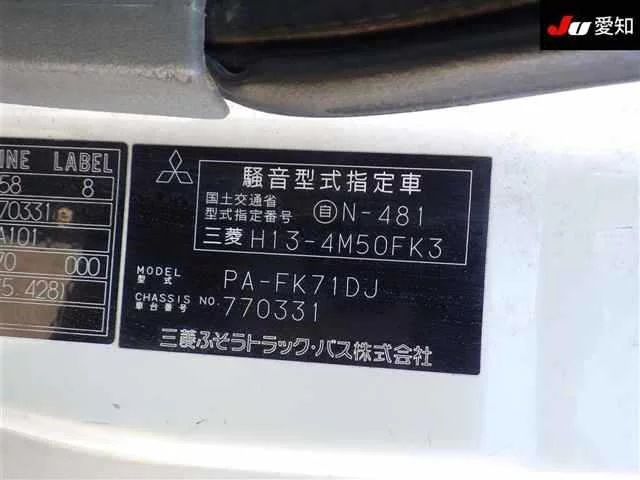 JU 愛知
INE LABEL
58 8
70331
A101
70 000
(5.428)
騒音型式指定車
国土交通省
型式指定番号 自N-481
三菱 H13-4M50FK3
MODEL
型式 PA-FK71DJ
CHASSIS NO.
車台番号 770331
三菱ふそうトラック・バス株式会社